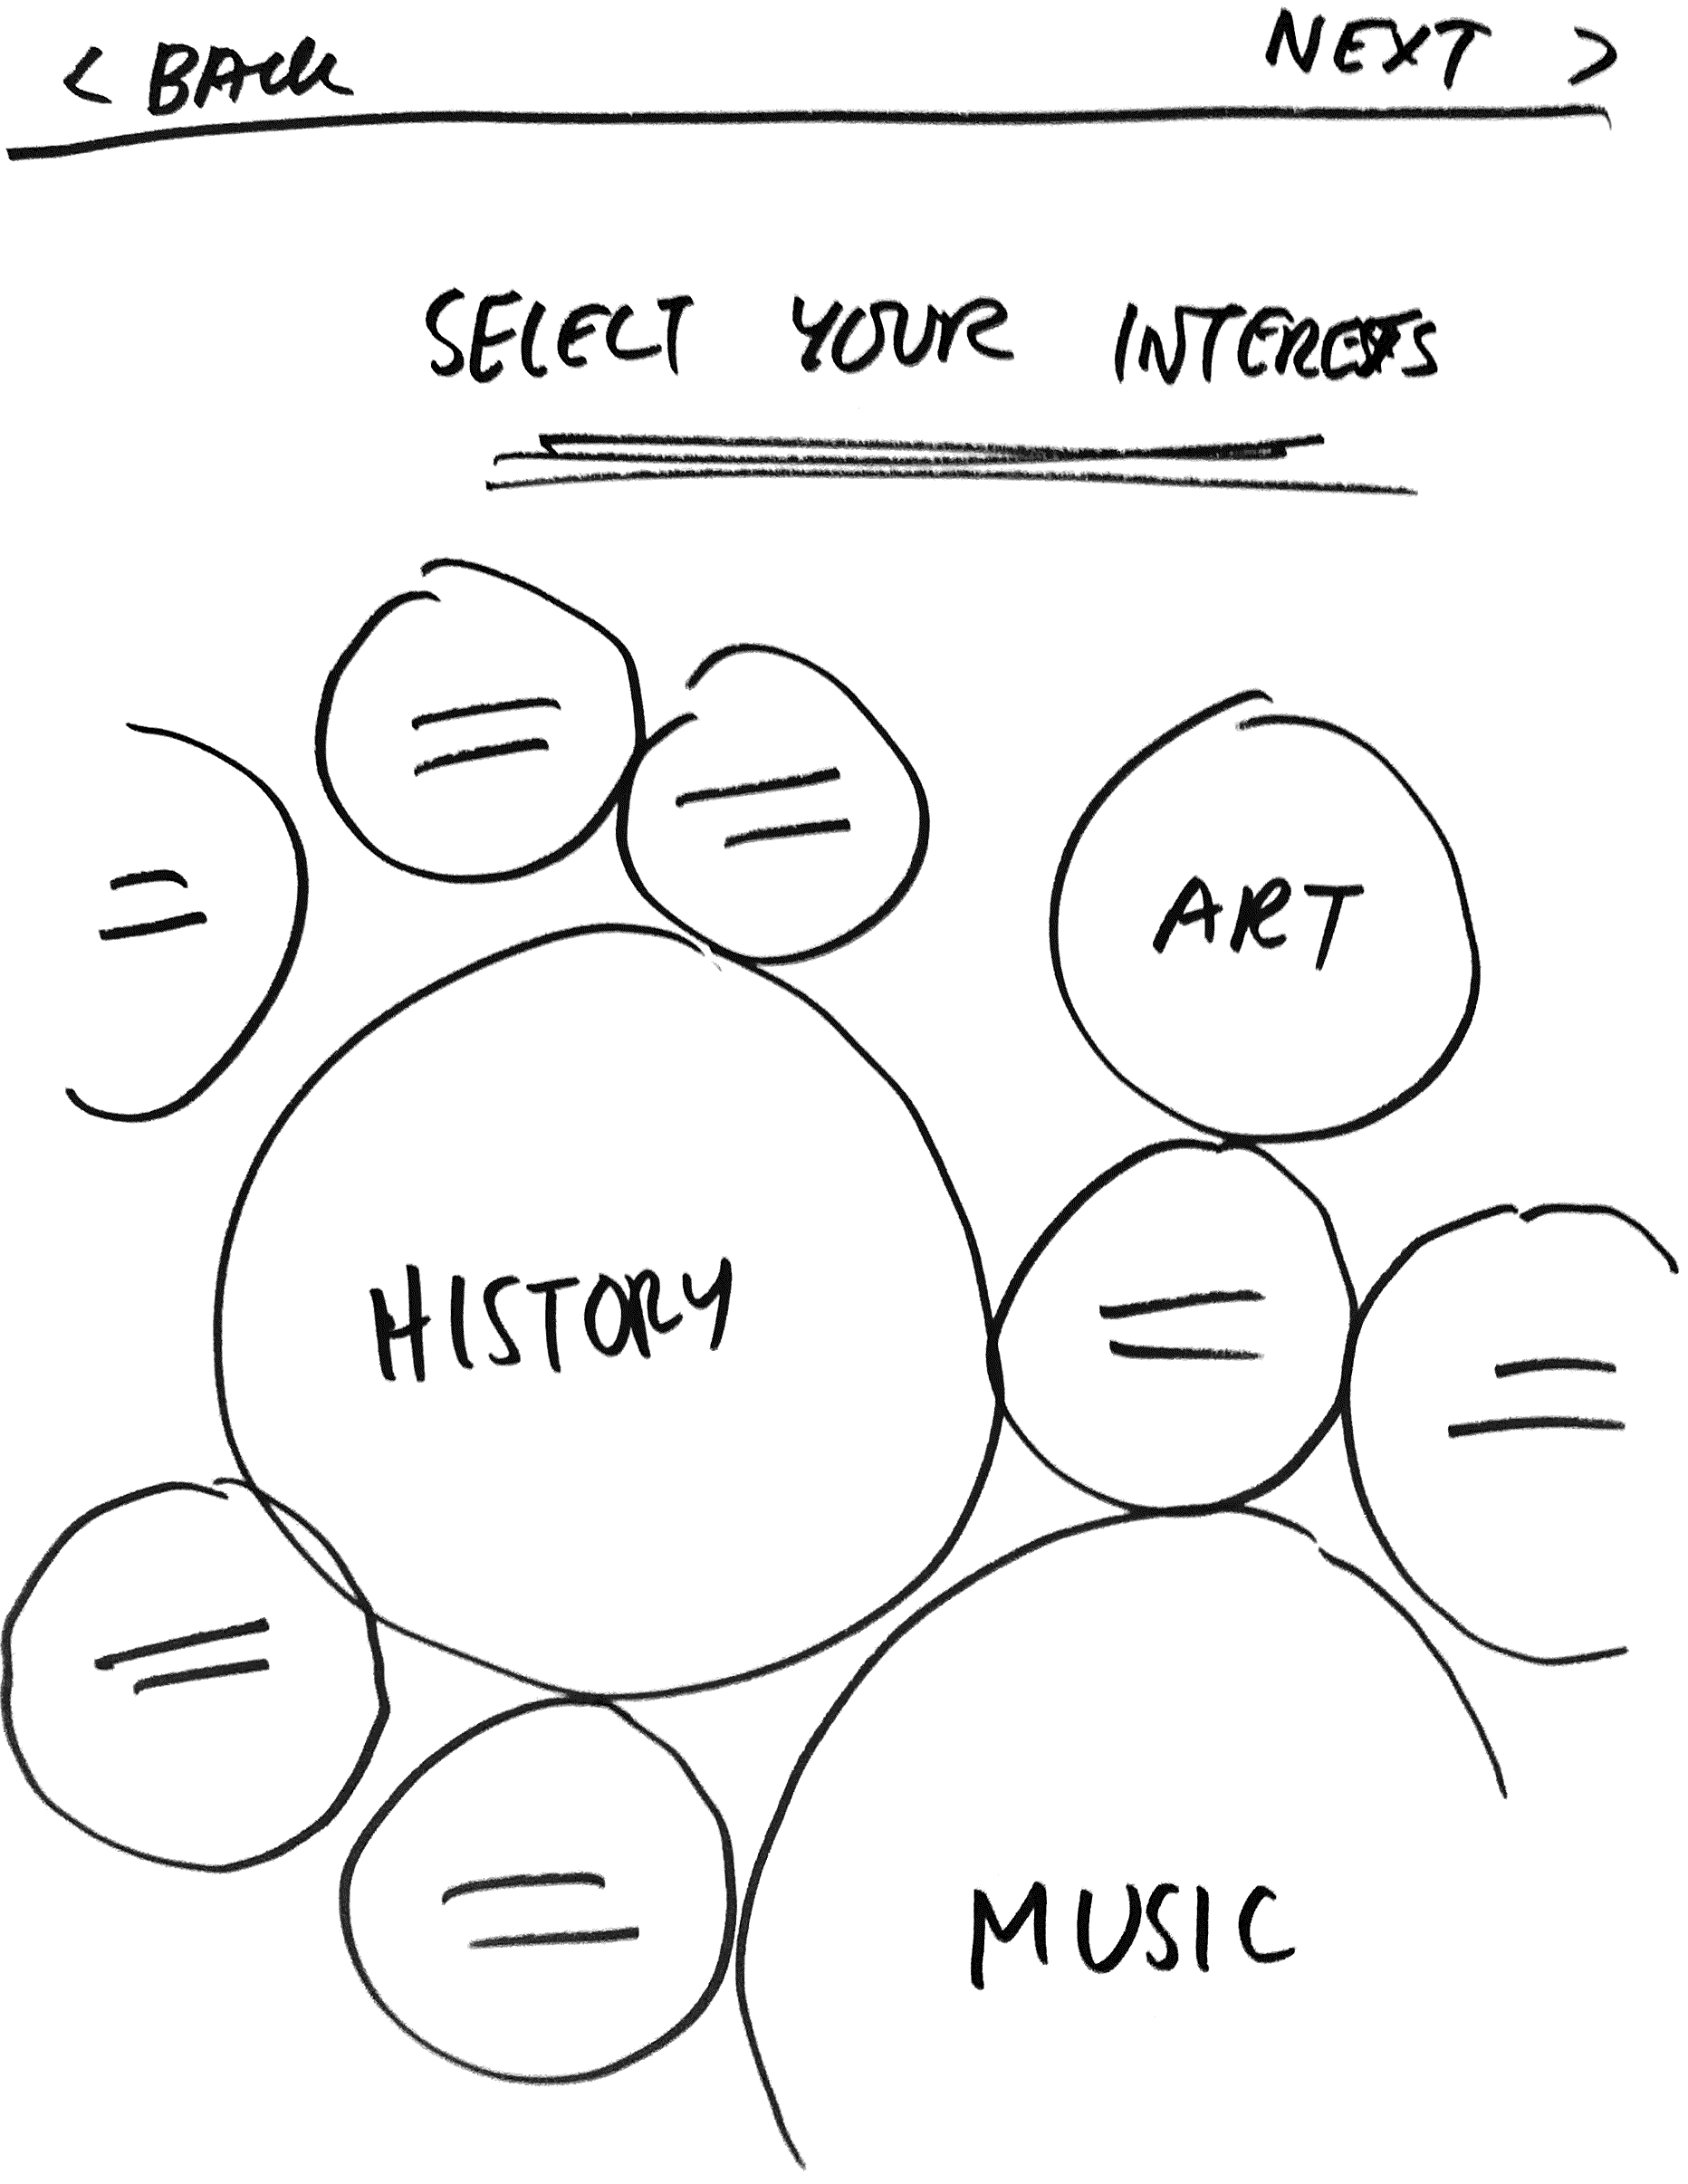 < BACK
NEXT >
SELECT YOUR INTERESTS
ART
HISTORY
MUSIC